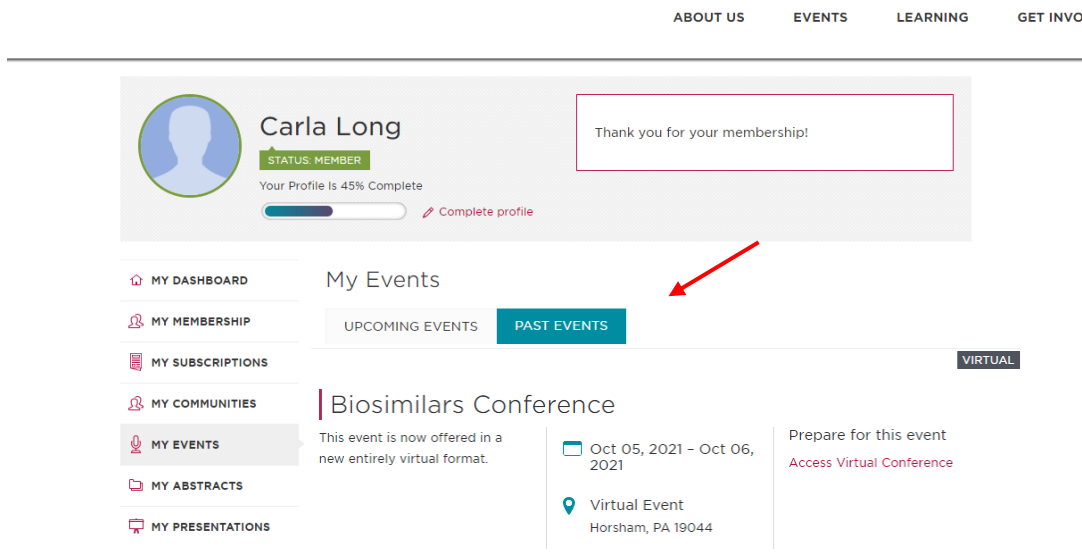 ABOUT US EVENTS LEARNING GET INVO
Carla Long
STATUS: MEMBER
Your Profile Is 45% Complete
Complete profile
Thank you for your membership!
MY DASHBOARD
MY MEMBERSHIP
MY SUBSCRIPTIONS
MY COMMUNITIES
MY EVENTS
MY ABSTRACTS
MY PRESENTATIONS
My Events
UPCOMING EVENTS PAST EVENTS
VIRTUAL
Biosimilars Conference
This event is now offered in a
new entirely virtual format.
Oct 05, 2021 – Oct 06,
2021
Virtual Event
Horsham, PA 19044
Prepare for this event
Access Virtual Conference